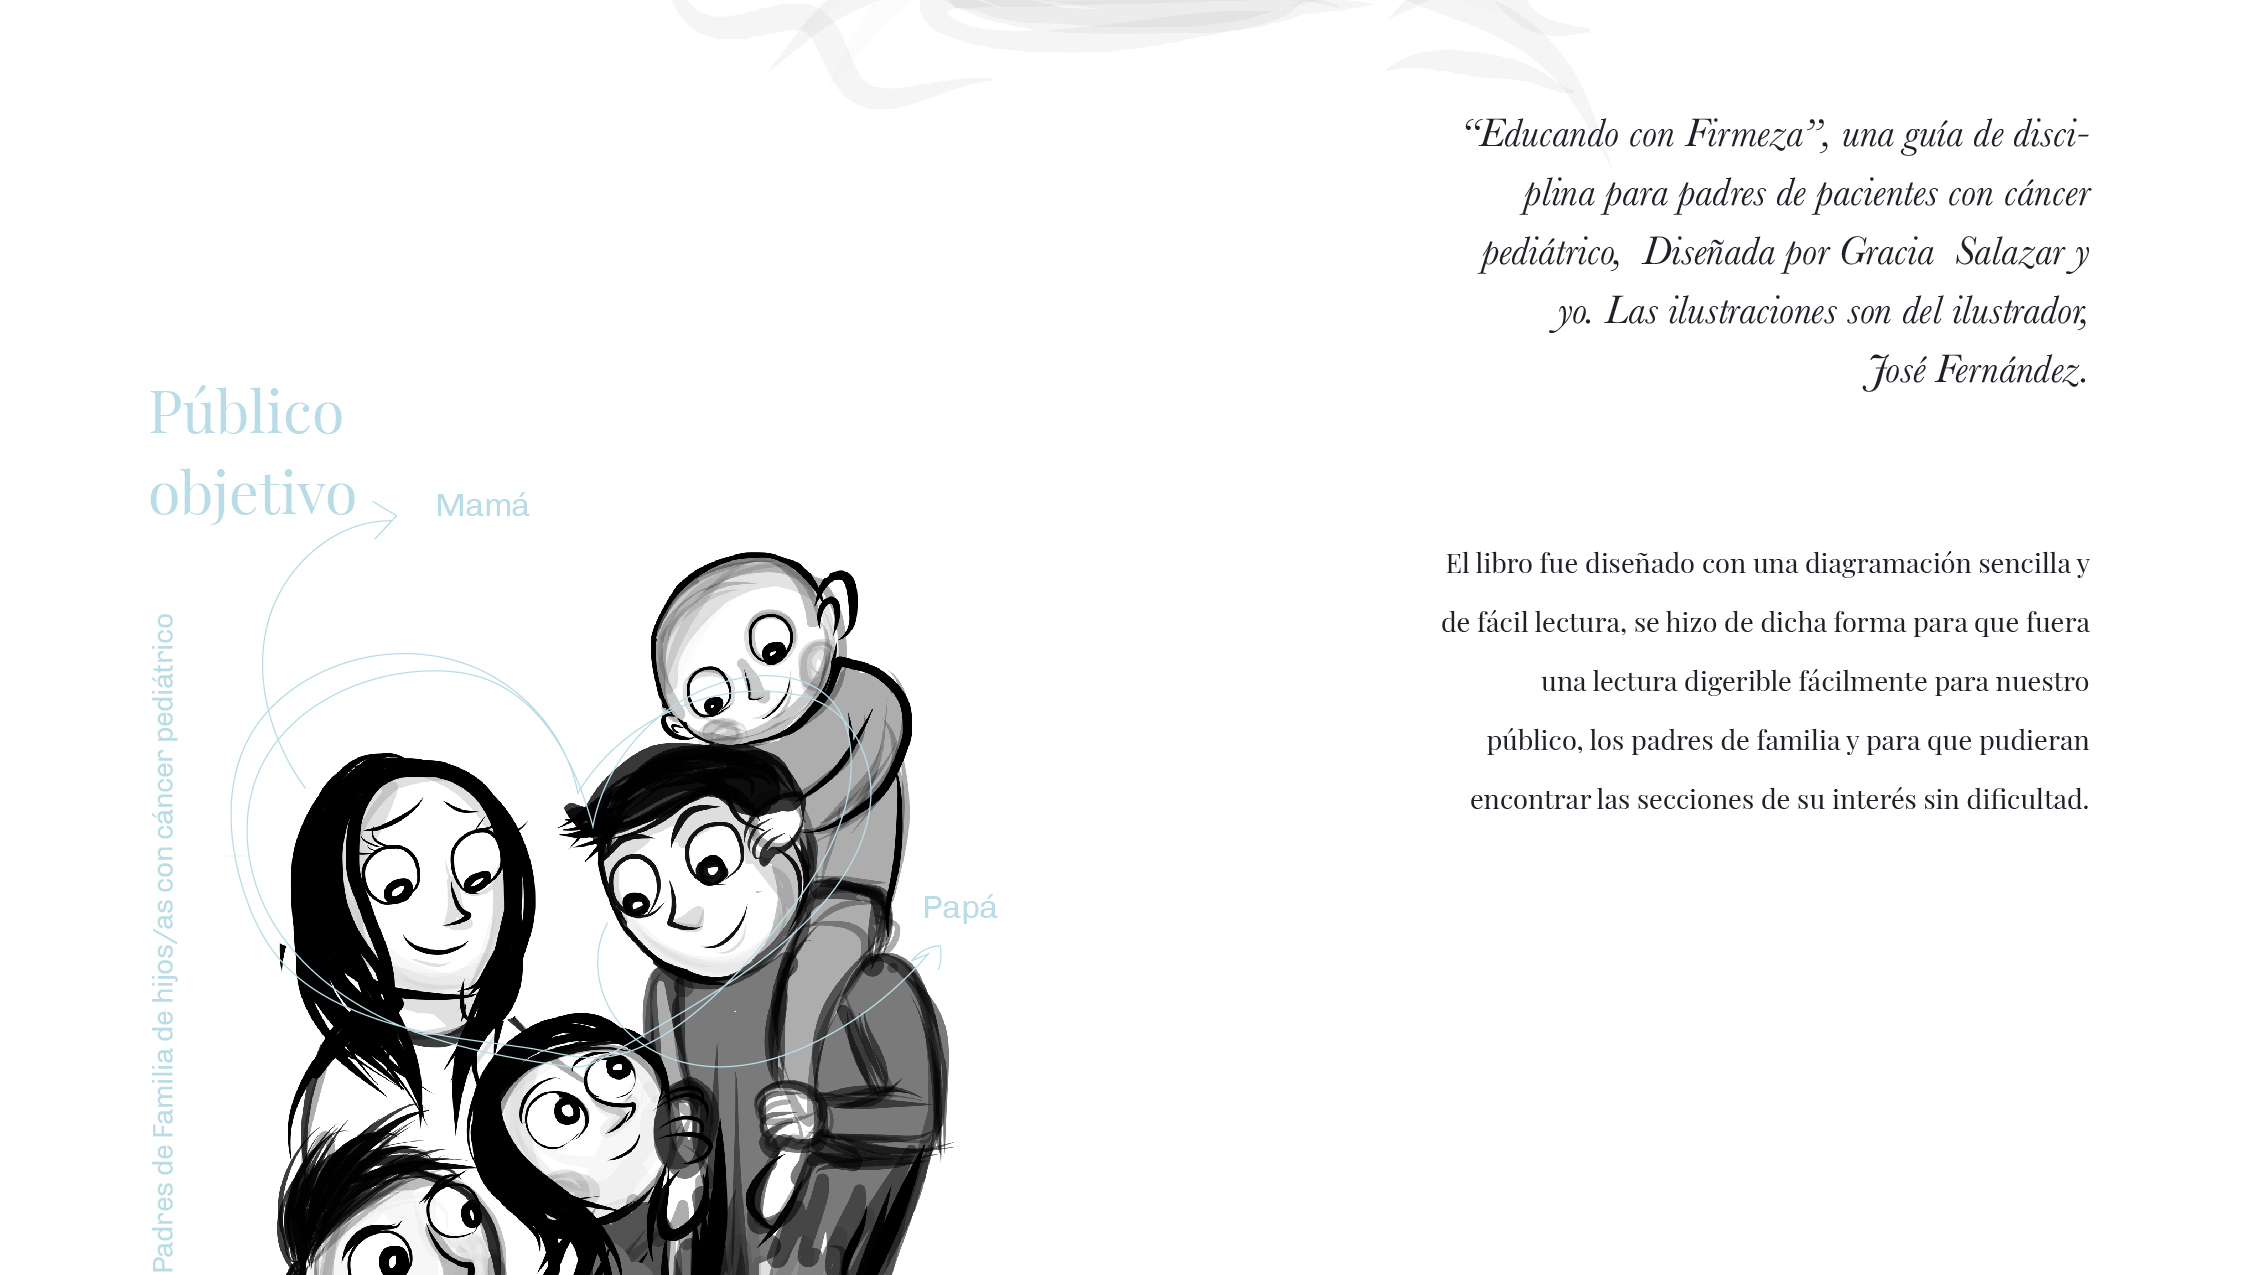 “Educando con Firmeza”, una guía de disci-
plina para padres de pacientes con cáncer
pediátrico, Diseñada por Gracia Salazar y
yo. Las ilustraciones son del ilustrador,
José Fernández.
Público
objetivo
Mamá
Papá
Padres de Familia de hijos/as con cáncer pediátrico
El libro fue diseñado con una diagramación sencilla y
de fácil lectura, se hizo de dicha forma para que fuera
una lectura digerible fácilmente para nuestro
público, los padres de familia y para que pudieran
encontrar las secciones de su interés sin dificultad.